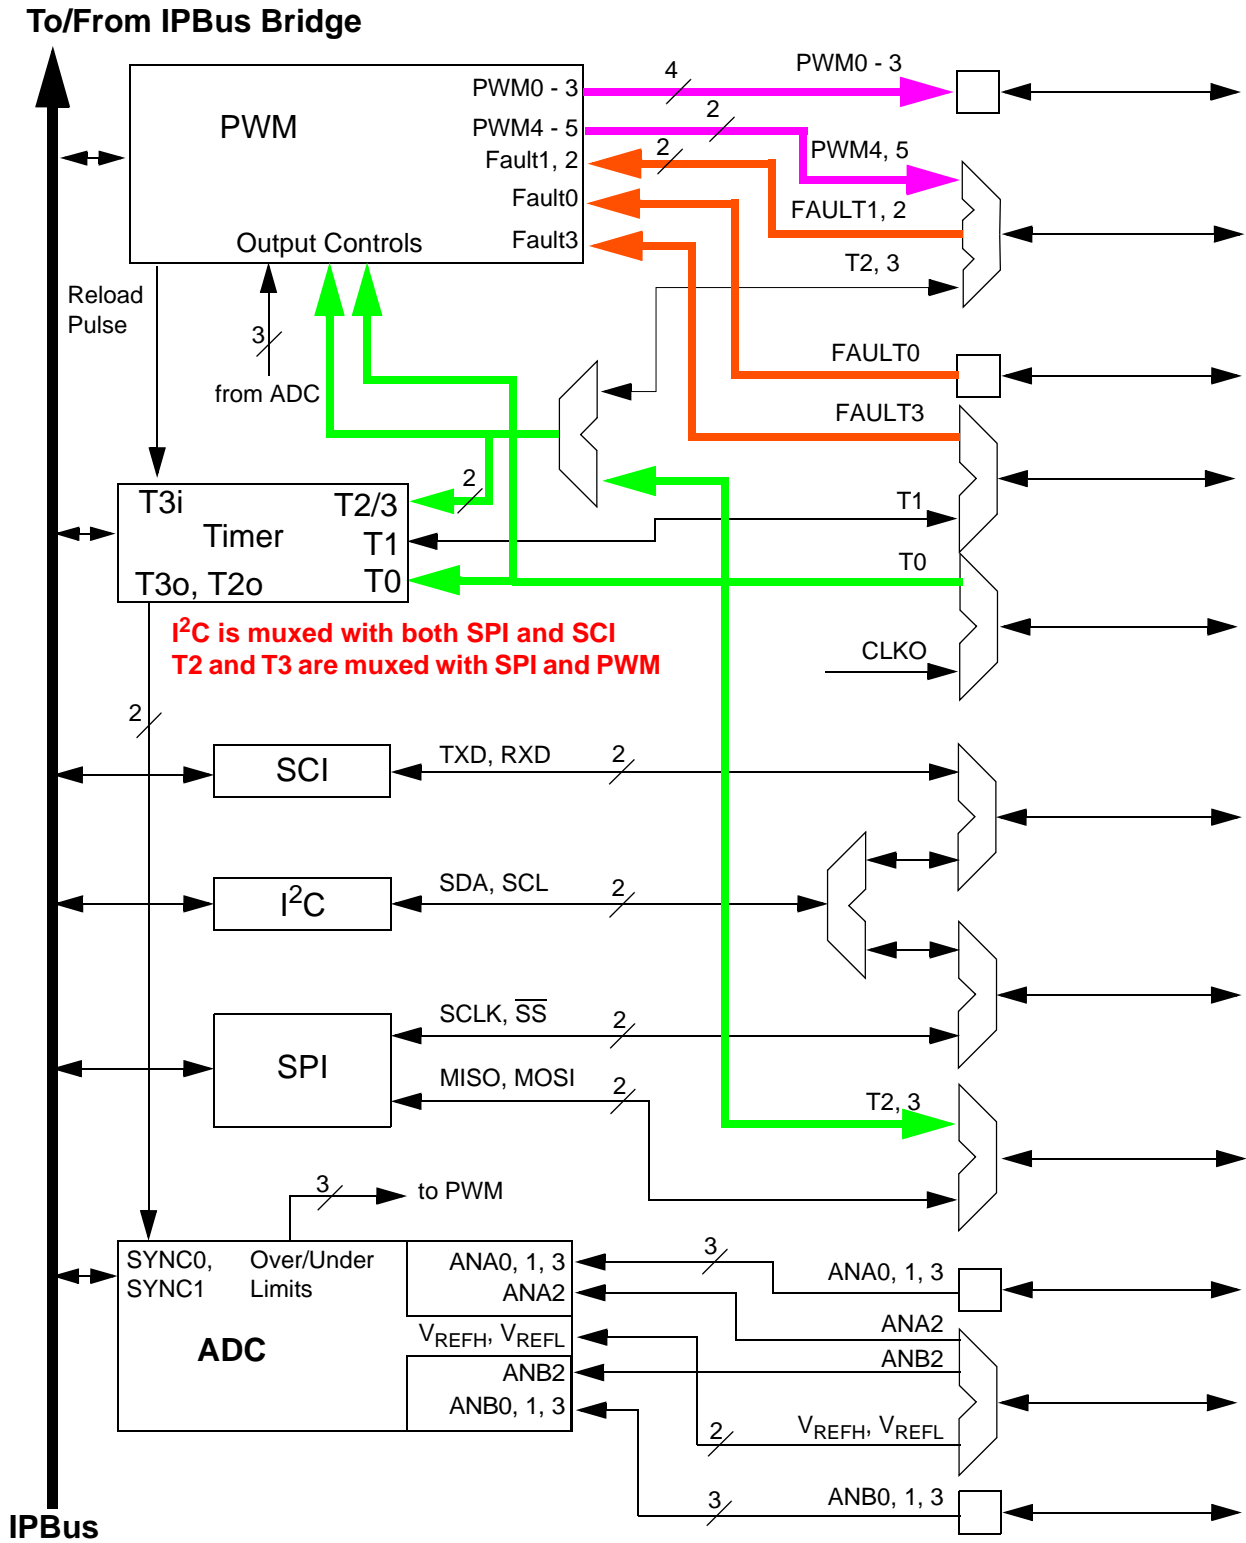 To/From IPBus Bridge
PWM0 - 3
4
PWM0 - 3
PWM
PWM4 - 5
2
PWM4, 5
Fault1, 2
2
Fault0
FAULT1, 2
Fault3
Output Controls
T2, 3
Reload
Pulse
3
from ADC
FAULT0
FAULT3
T3i
T2/3
2
Timer
T1
T1
T3o, T2o
T0
T0
I²C is muxed with both SPI and SCI
T2 and T3 are muxed with SPI and PWM
CLKO
2
SCI
TXD, RXD
2
I²C
SDA, SCL
2
SPI
SCLK, S̅S̅
2
MISO, MOSI
2
T2, 3
3
to PWM
SYNC0,
SYNC1
Over/Under
Limits
ANA0, 1, 3
3
ANA0, 1, 3
ANA2
ANA2
ADC
VREFH, VREFL
ANB2
ANB2
ANB0, 1, 3
2
VREFH, VREFL
3
ANB0, 1, 3
IPBus